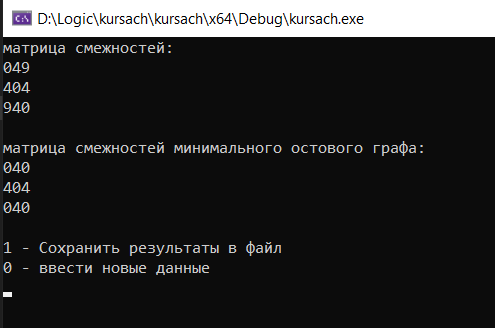 D:\Logic\kursach\kursach\x64\Debug\kursach.exe
матрица смежностей:
049
404
940
матрица смежностей минимального остового графа:
040
404
040
1 - Сохранить результаты в файл
0 - ввести новые данные